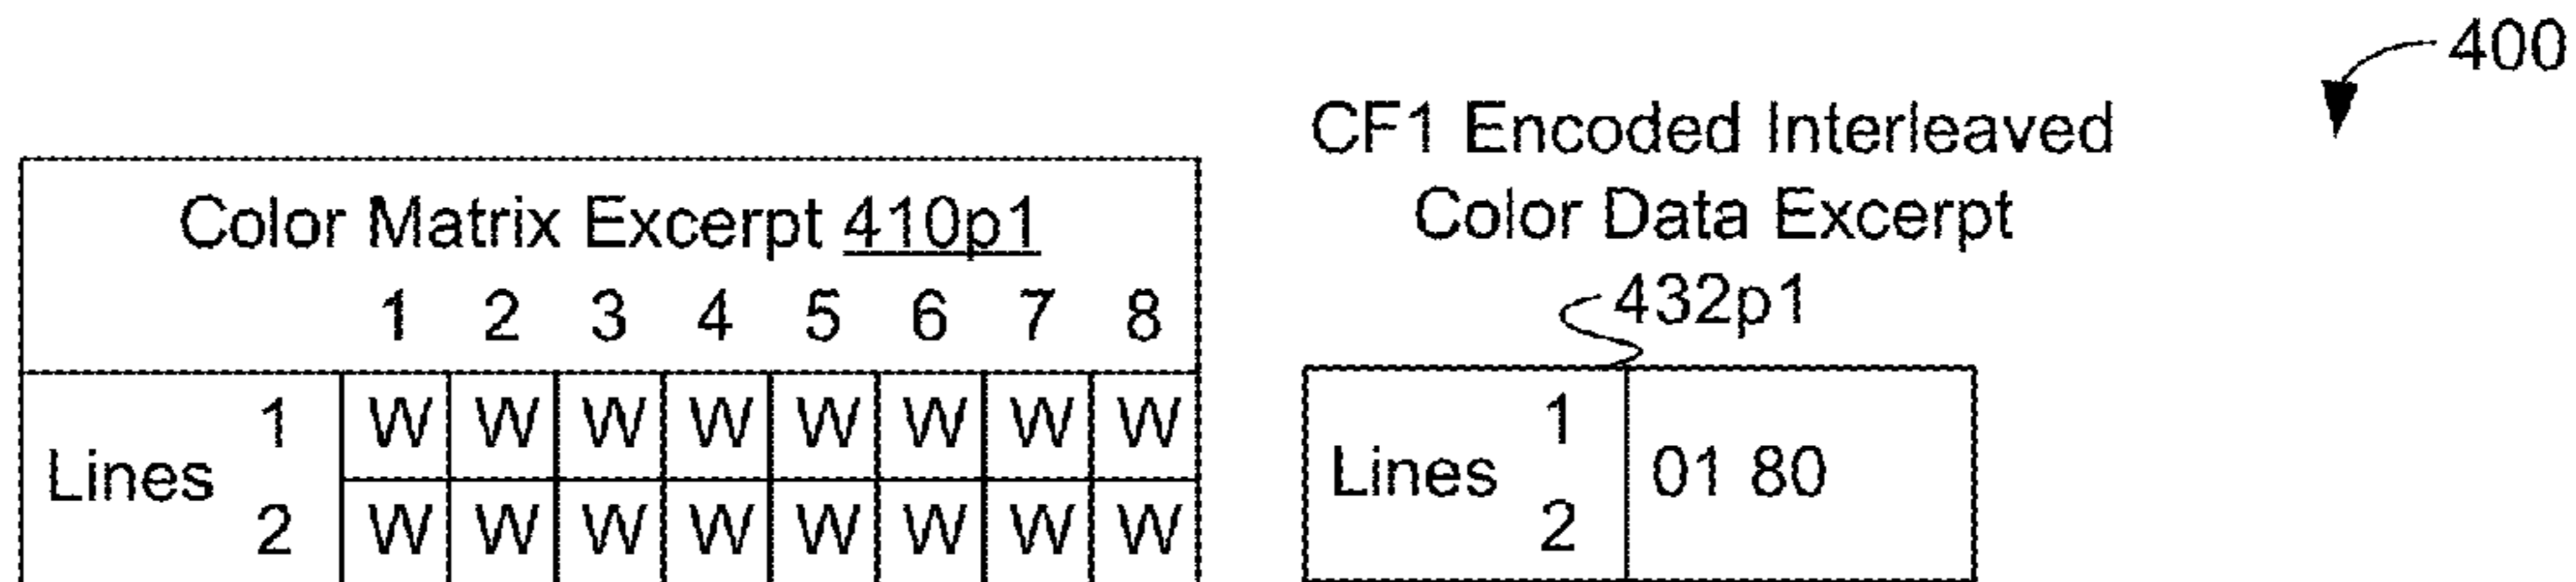 400
Color Matrix Excerpt 410p1
1 2 3 4 5 6 7 8
Lines
1 W W W W W W W W
2 W W W W W W W W
CF1 Encoded Interleaved
Color Data Excerpt
432p1
Lines
1
2
01 80